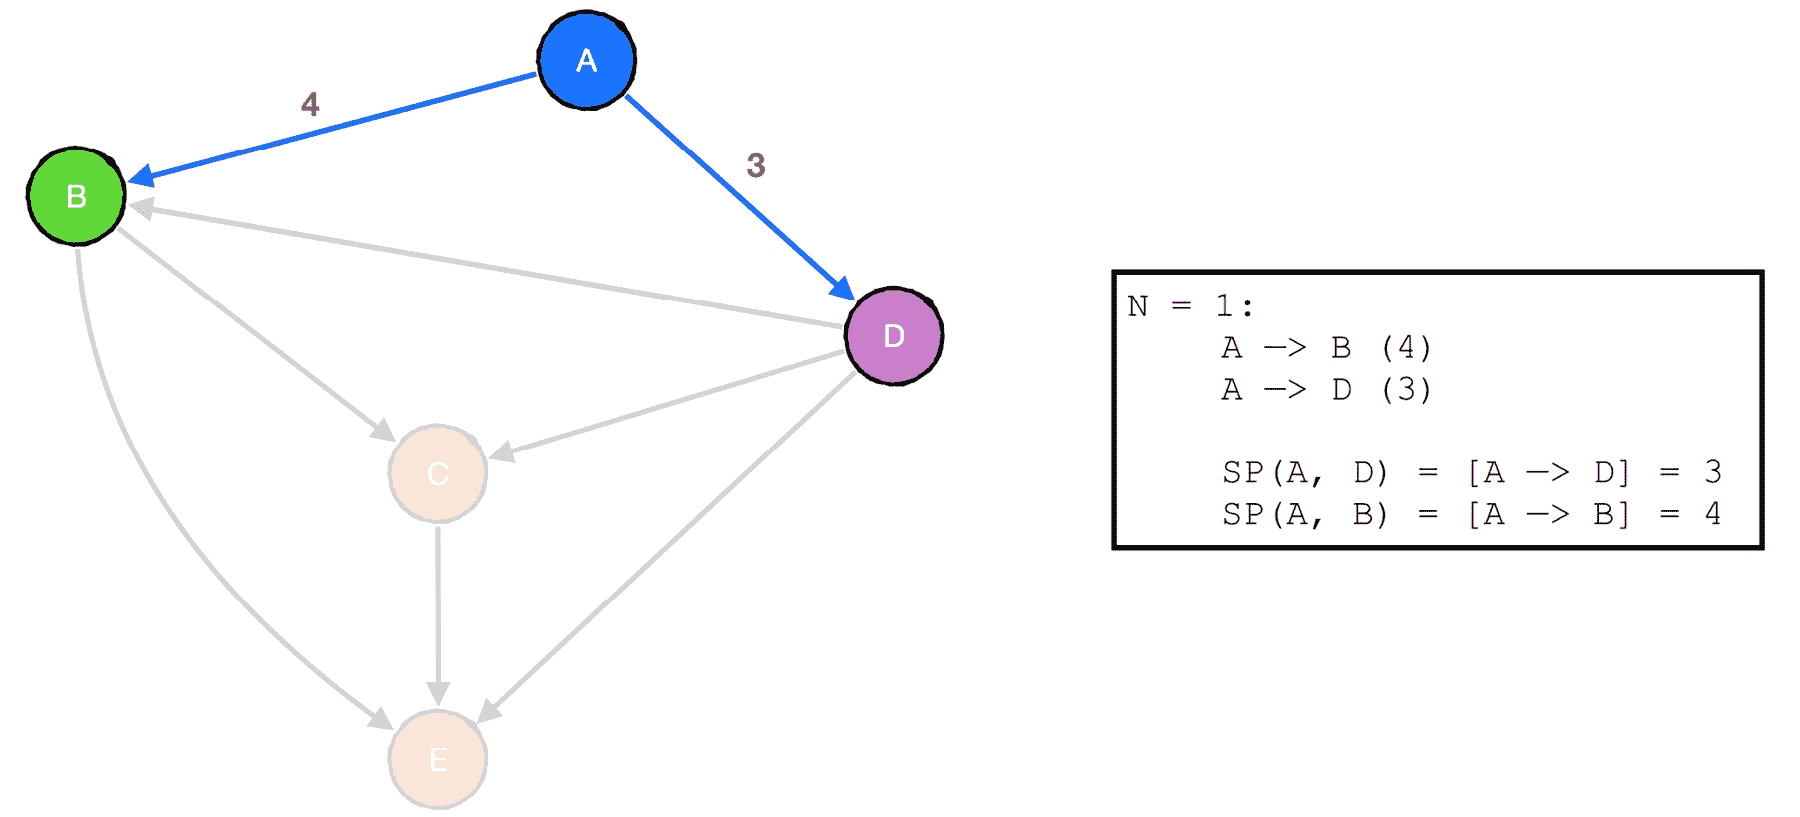 A
4
3
B
D
C
E
N = 1:
A —> B (4)
A —> D (3)
SP(A, D) = [A —> D] = 3
SP(A, B) = [A —> B] = 4